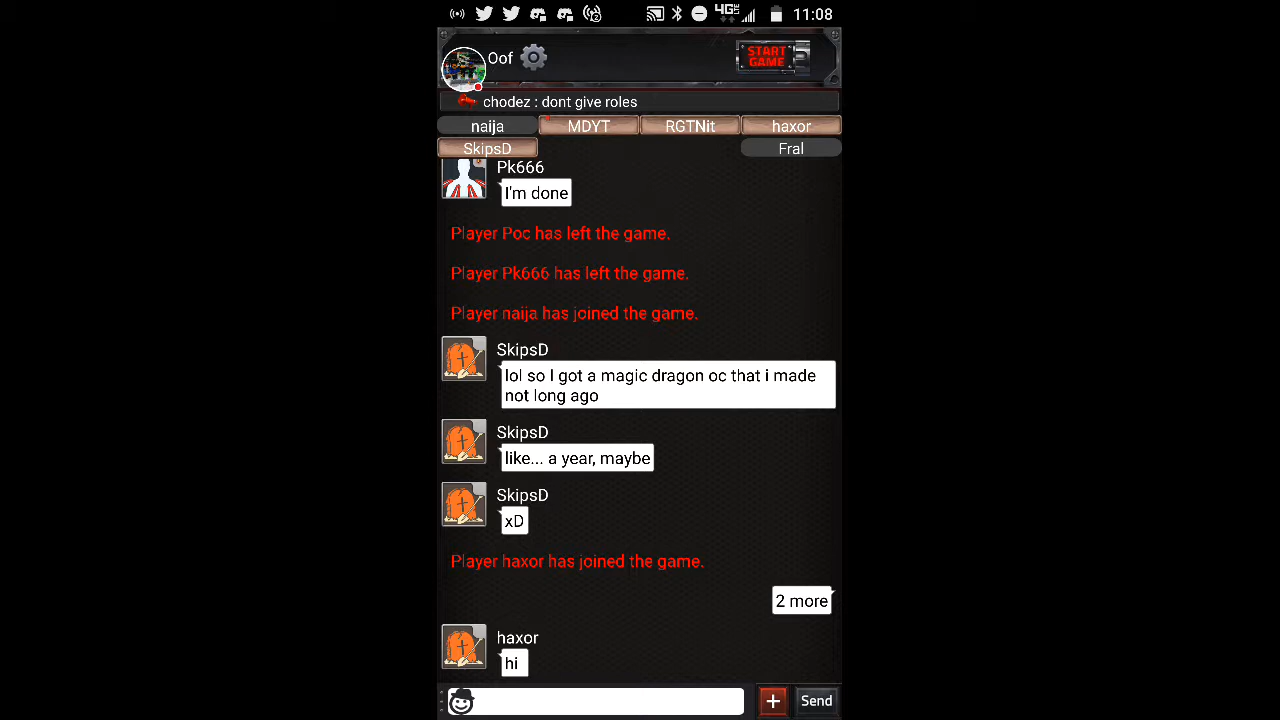 4G LTE 11:08
Oof
START GAME
chodez : dont give roles
naija MDYT RGTNit haxor
SkipsD Fral
Pk666
I'm done
Player Poc has left the game.
Player Pk666 has left the game.
Player naija has joined the game.
SkipsD
lol so I got a magic dragon oc that i made
not long ago
SkipsD
like... a year, maybe
SkipsD
xD
Player haxor has joined the game.
2 more
haxor
hi
Send